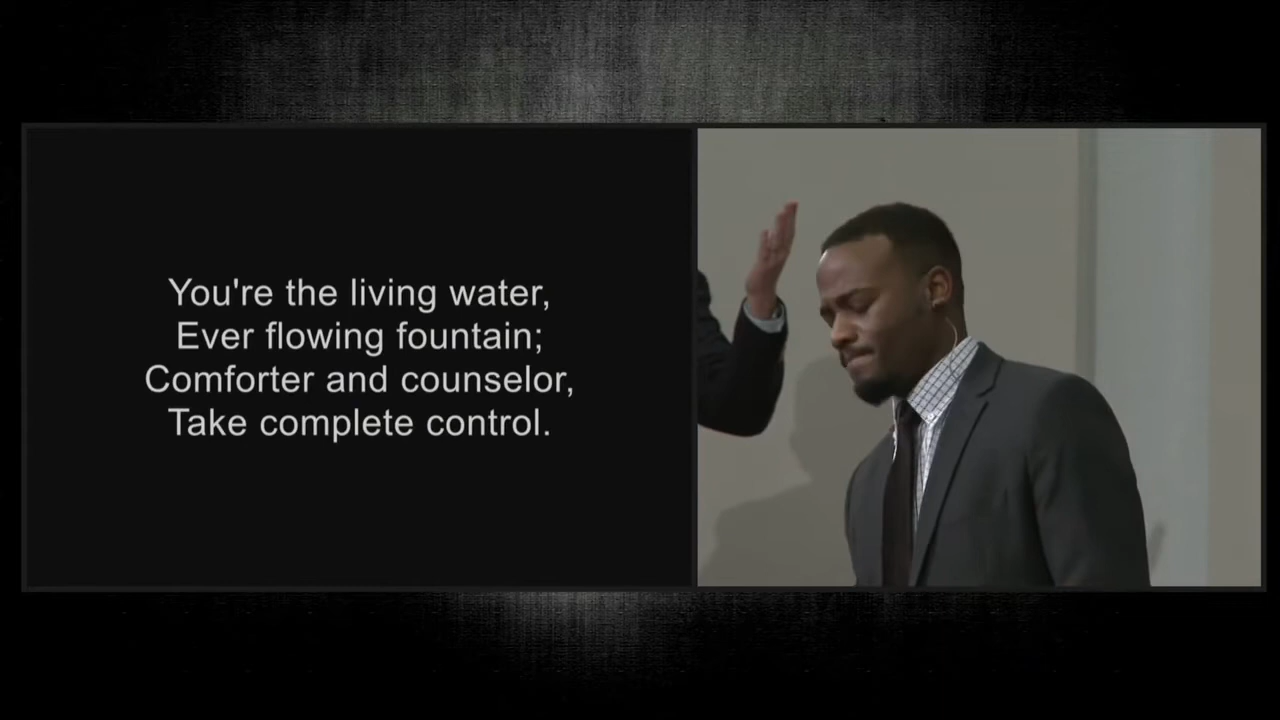 You're the living water,
Ever flowing fountain;
Comforter and counselor,
Take complete control.